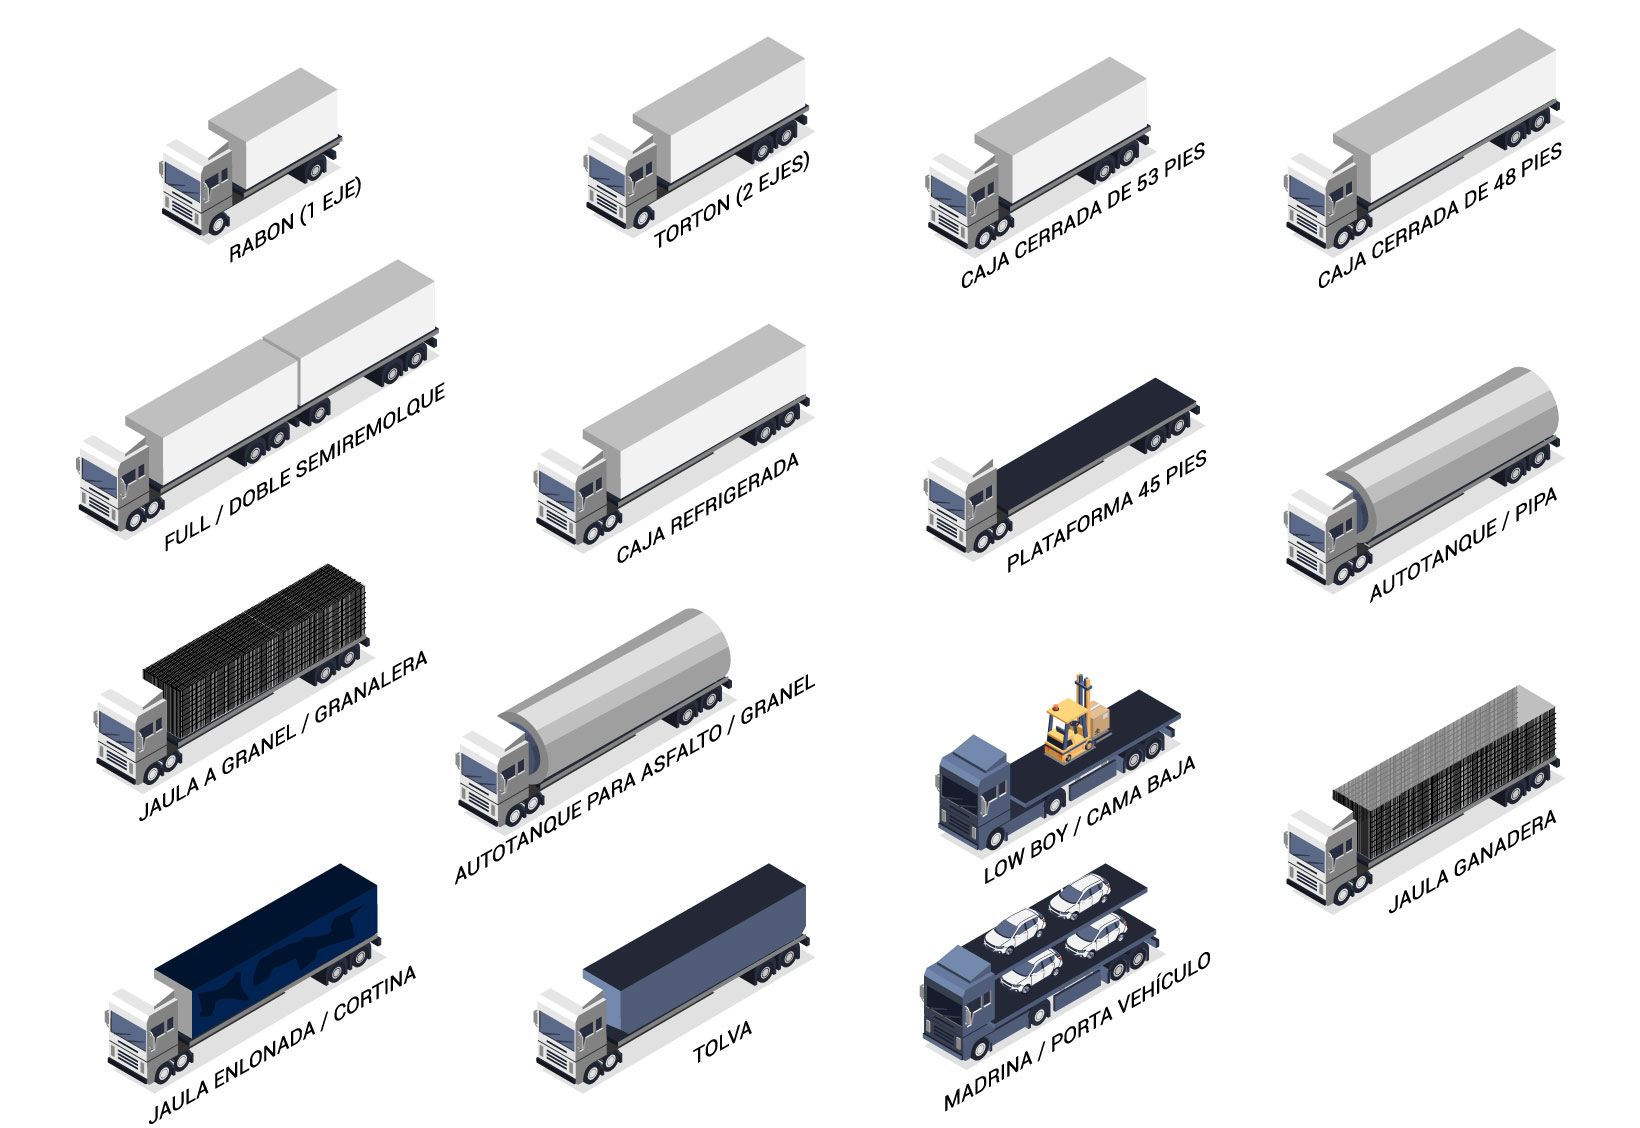 RABON (1 EJE)
TORTON (2 EJES)
CAJA CERRADA DE 53 PIES
CAJA CERRADA DE 48 PIES
FULL / DOBLE SEMIREMOLQUE
CAJA REFRIGERADA
PLATAFORMA 45 PIES
AUTOTANQUE / PIPA
JAULA A GRANEL / GRANALERA
AUTOTANQUE PARA ASFALTO / GRANEL
LOW BOY / CAMA BAJA
JAULA GANADERA
JAULA ENLONADA / CORTINA
TOLVA
MADRINA / PORTA VEHÍCULO